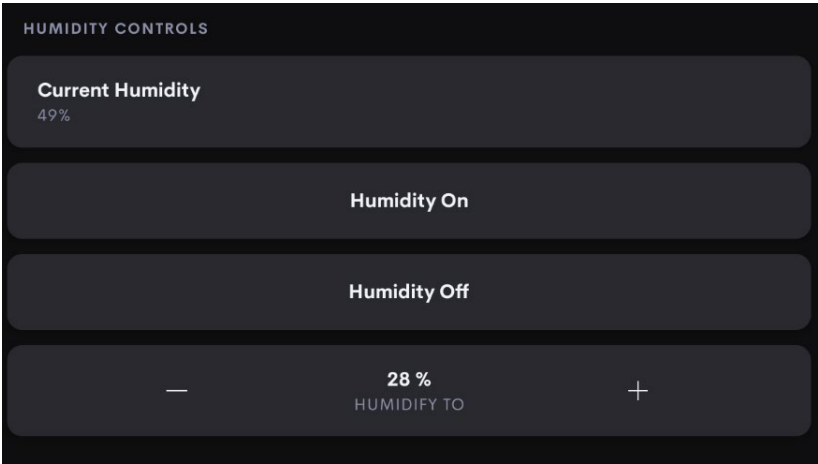 HUMIDITY CONTROLS
Current Humidity
49%
Humidity On
Humidity Off
— 28 % +
HUMIDIFY TO